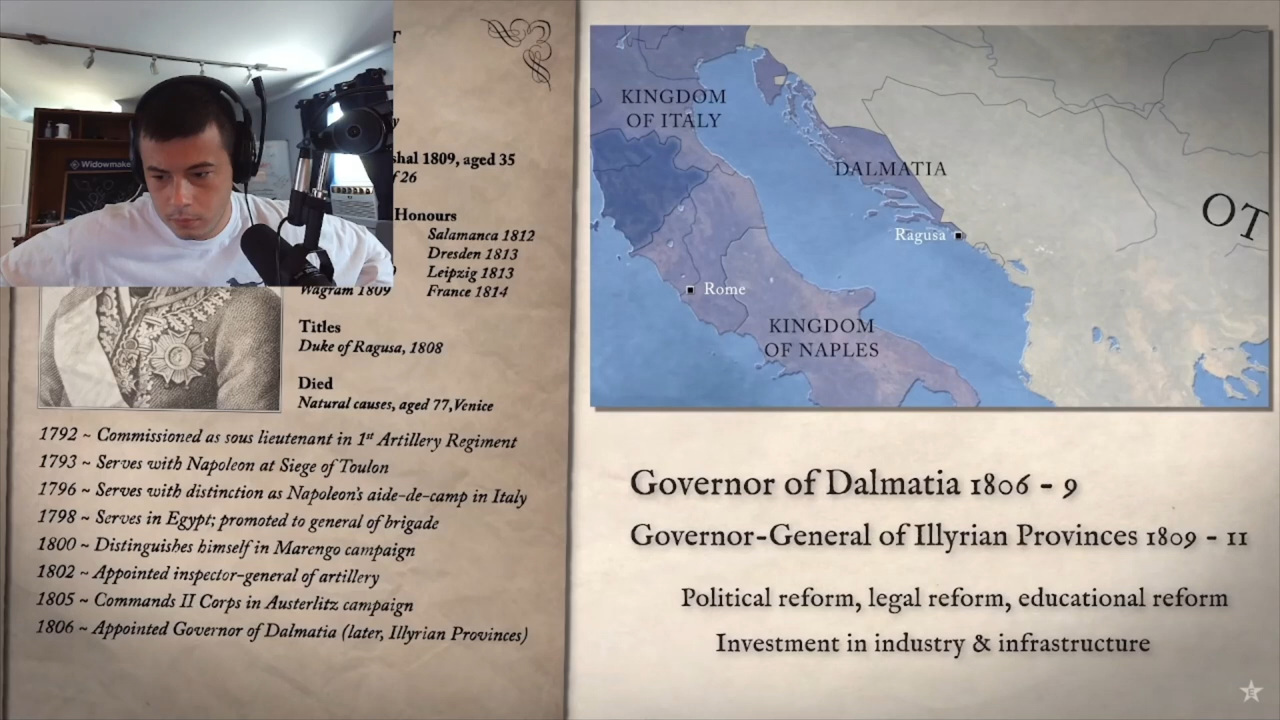 Widowmake
shal 1809, aged 35
f 26
Honours
Salamanca 1812
Dresden 1813
Leipzig 1813
Wagram 1809 France 1814
Titles
Duke of Ragusa, 1808
Died
Natural causes, aged 77, Venice
1792 ~ Commissioned as sous lieutenant in 1st Artillery Regiment
1793 ~ Serves with Napoleon at Siege of Toulon
1796 ~ Serves with distinction as Napoleon's aide-de-camp in Italy
1798 ~ Serves in Egypt; promoted to general of brigade
1800 ~ Distinguishes himself in Marengo campaign
1802 ~ Appointed inspector-general of artillery
1805 ~ Commands II Corps in Austerlitz campaign
1806 ~ Appointed Governor of Dalmatia (later, Illyrian Provinces)
KINGDOM
OF ITALY
DALMATIA
OT
Ragusa
Rome
KINGDOM
OF NAPLES
Governor of Dalmatia 1806 - 9
Governor-General of Illyrian Provinces 1809 - 11
Political reform, legal reform, educational reform
Investment in industry & infrastructure
E